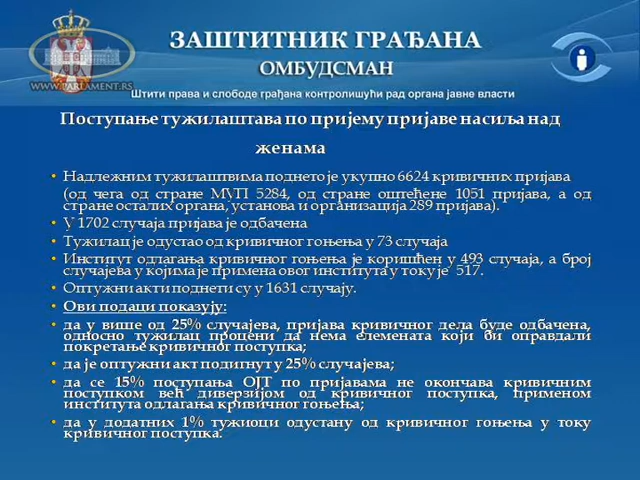 ЗАШТИТНИК ГРАЂАНА
ОМБУДСМАН
WWW.PARLAMENT.RS
Штити права и слободе грађана контролишући рад органа јавне власти
Поступање тужилаштава по пријему пријаве насиља над
женама
• Надлежним тужилаштвима поднето је укупно 6624 кривичних пријава
(од чега од стране МУП 5284, од стране оштећене 1051 пријава, а од
стране осталих органа, установа и организација 289 пријава).
• У 1702 случаја пријава је одбачена
• Тужилац је одустао од кривичног гоњења у 73 случаја
• Институт одлагања кривичног гоњења је коришћен у 493 случаја, а број
случајева у којима је примена овог института у току је 517.
• Оптужни акти поднети су у 1631 случају.
• Ови подаци показују:
• да у више од 25% случајева, пријава кривичног дела буде одбачена,
односно тужилац процени да нема елемената који би оправдали
покретање кривичног поступка;
• да је оптужни акт подигнут у 25% случајева;
• да се 15% поступања ОЈТ по пријавама не окончава кривичним
поступком већ диверзијом од кривичног поступка, применом
института одлагања кривичног гоњења;
• да у додатних 1% тужиоци одустану од кривичног гоњења у току
кривичног поступка.